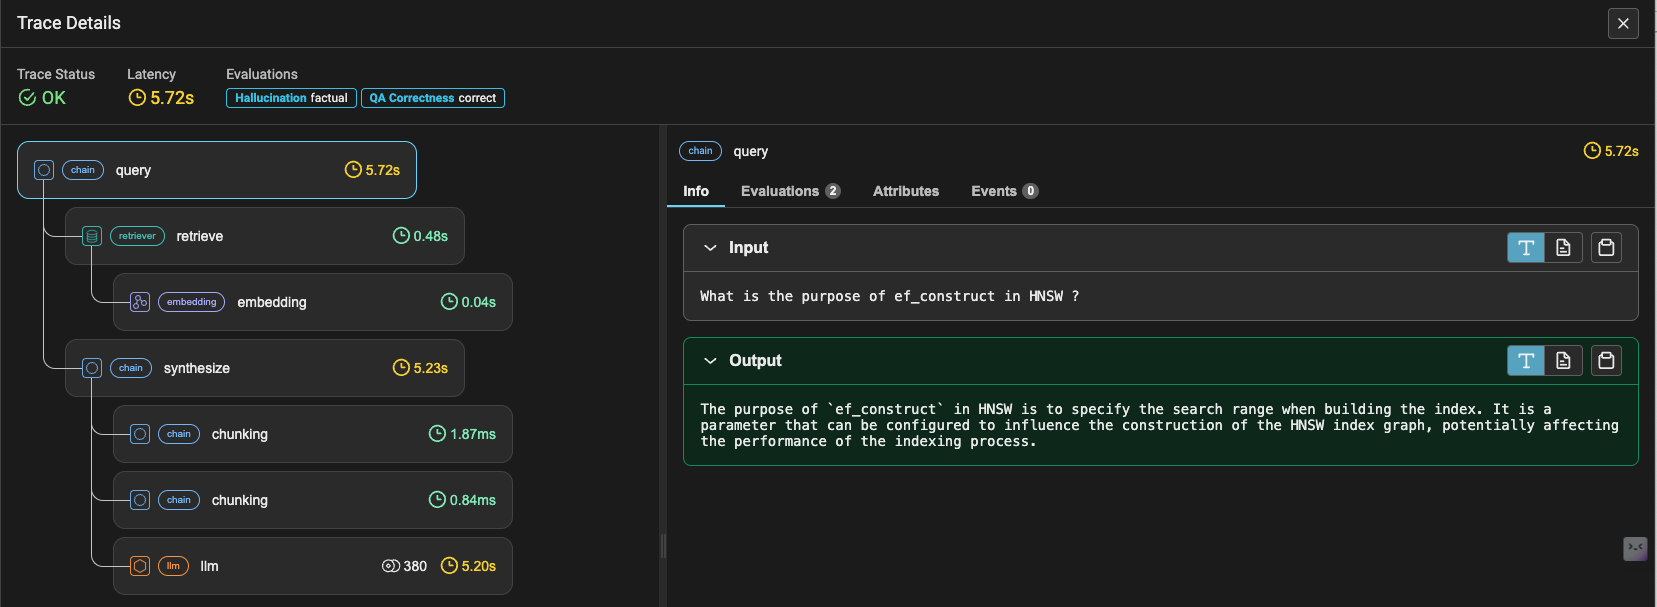 Trace Details
Trace Status Latency Evaluations
OK 5.72s Hallucination factual QA Correctness correct
chain query 5.72s
retriever retrieve 0.48s
embedding embedding 0.04s
chain synthesize 5.23s
chain chunking 1.87ms
chain chunking 0.84ms
llm llm 380 5.20s
chain query 5.72s
Info Evaluations 2 Attributes Events 0
Input
What is the purpose of ef_construct in HNSW ?
Output
The purpose of `ef_construct` in HNSW is to specify the search range when building the index. It is a
parameter that can be configured to influence the construction of the HNSW index graph, potentially affecting
the performance of the indexing process.